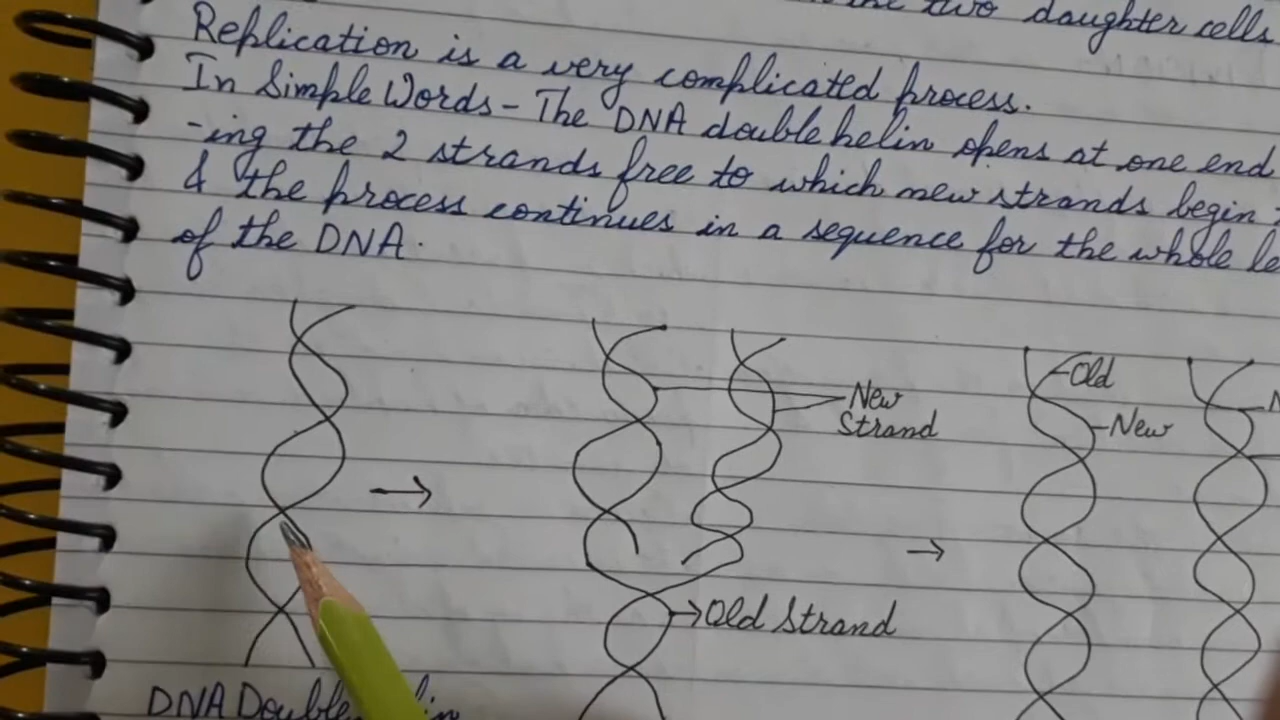 the two daughter cells.
Replication is a very complicated process.
In Simple Words - The DNA double helin opens at one end
-ing the 2 strands free to which new strands begin
& the process continues in a sequence for the whole le
of the DNA.
Old
New
Strand
New
Old Strand
DNA Double